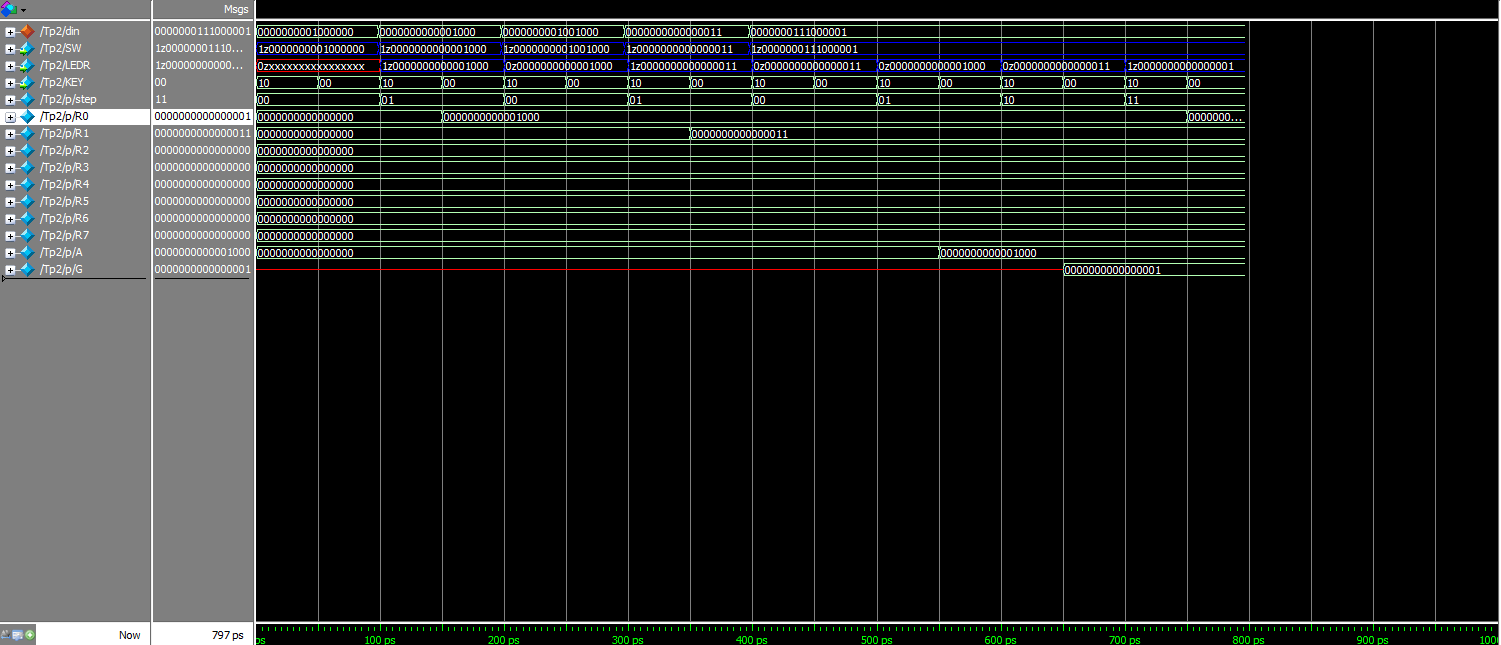 Msgs
/Tp2/din 0000000111000001 0000000001000000 0000000000001000 0000000001001000 0000000000000011 0000000111000001
/Tp2/SW 1z00000001110... 1z0000000001000000 1z0000000000001000 1z0000000001001000 1z0000000000000011 1z0000000111000001
/Tp2/LEDR 1z00000000000... 0zxxxxxxxxxxxxxxxx 1z0000000000001000 0z0000000000001000 1z0000000000000011 0z0000000000000011 0z0000000000001000 0z0000000000000011 1z0000000000000001
/Tp2/KEY 00 10 00 10 00 10 00 10 00 10 00 10 00 10 00 10 00
/Tp2/p/step 11 00 01 00 01 00 01 10 11
/Tp2/p/R0 0000000000000001 0000000000000000 0000000000001000 0000000...
/Tp2/p/R1 0000000000000011 0000000000000000 0000000000000011
/Tp2/p/R2 0000000000000000 0000000000000000
/Tp2/p/R3 0000000000000000 0000000000000000
/Tp2/p/R4 0000000000000000 0000000000000000
/Tp2/p/R5 0000000000000000 0000000000000000
/Tp2/p/R6 0000000000000000 0000000000000000
/Tp2/p/R7 0000000000000000 0000000000000000
/Tp2/p/A 0000000000001000 0000000000000000 0000000000001000
/Tp2/p/G 0000000000000001 0000000000000001
Now 797 ps ps 100 ps 200 ps 300 ps 400 ps 500 ps 600 ps 700 ps 800 ps 900 ps 1000